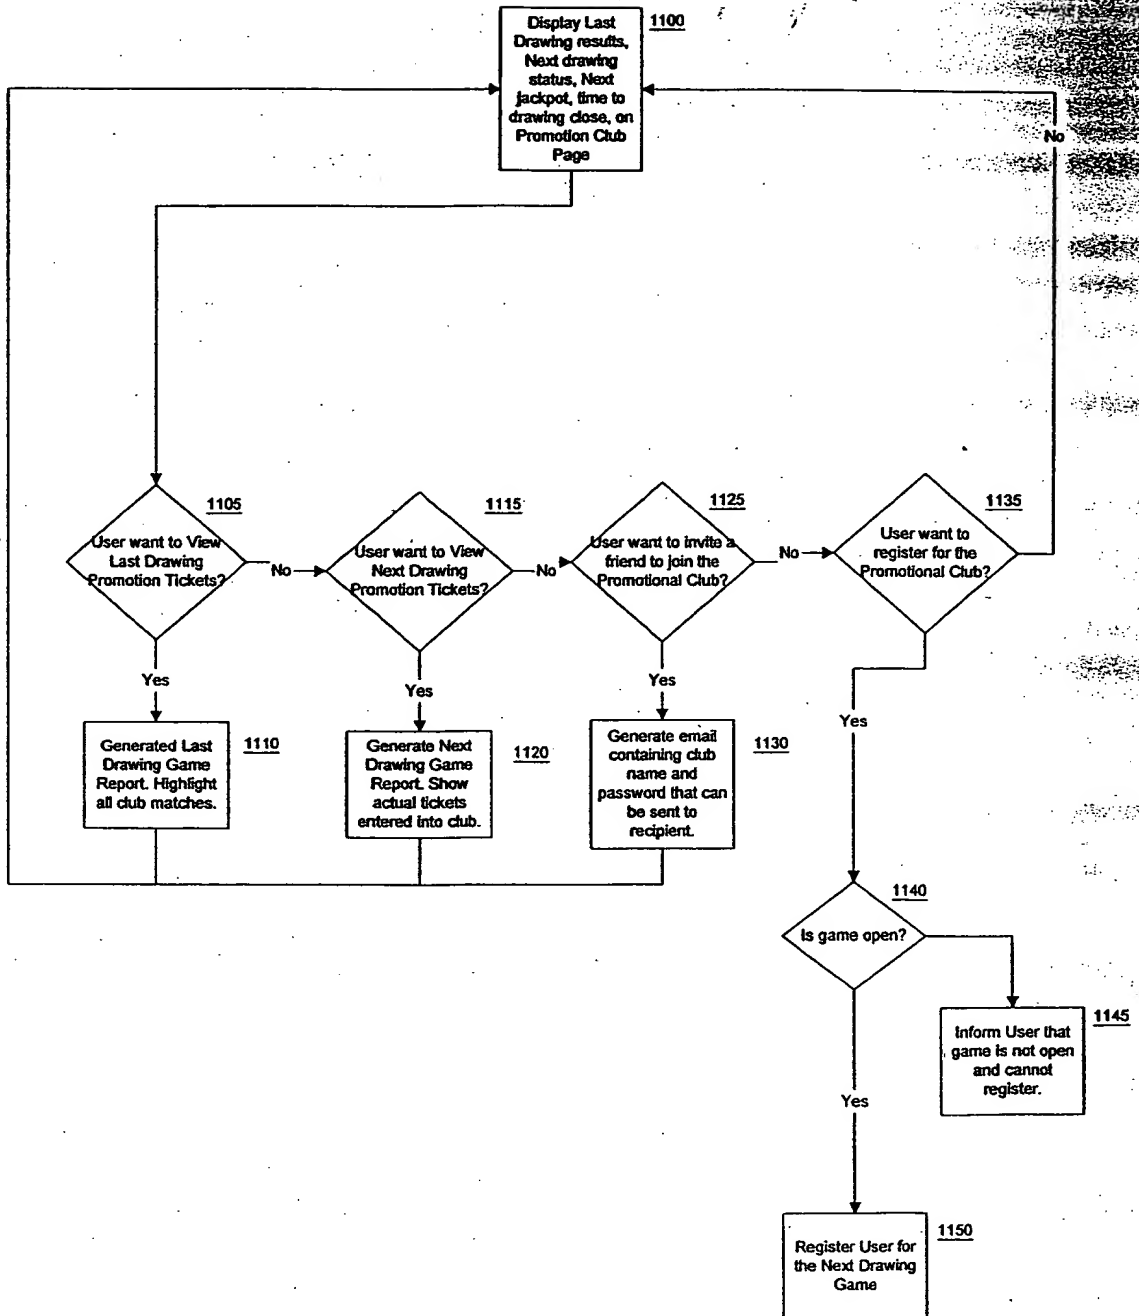 Display Last
Drawing results,
Next drawing
status, Next
jackpot, time to
drawing close, on
Promotion Club
Page
1100
No
1105
User want to View
Last Drawing
Promotion Tickets?
No
1115
User want to View
Next Drawing
Promotion Tickets?
No
1125
User want to invite a
friend to join the
Promotional Club?
No
1135
User want to
register for the
Promotional Club?
Yes
Yes
Yes
Yes
Generated Last
Drawing Game
Report. Highlight
all club matches.
1110
Generate Next
Drawing Game
Report. Show
actual tickets
entered into club.
1120
Generate email
containing club
name and
password that can
be sent to
recipient.
1130
1140
Is game open?
Inform User that
game is not open
and cannot
register.
1145
Yes
Register User for
the Next Drawing
Game
1150